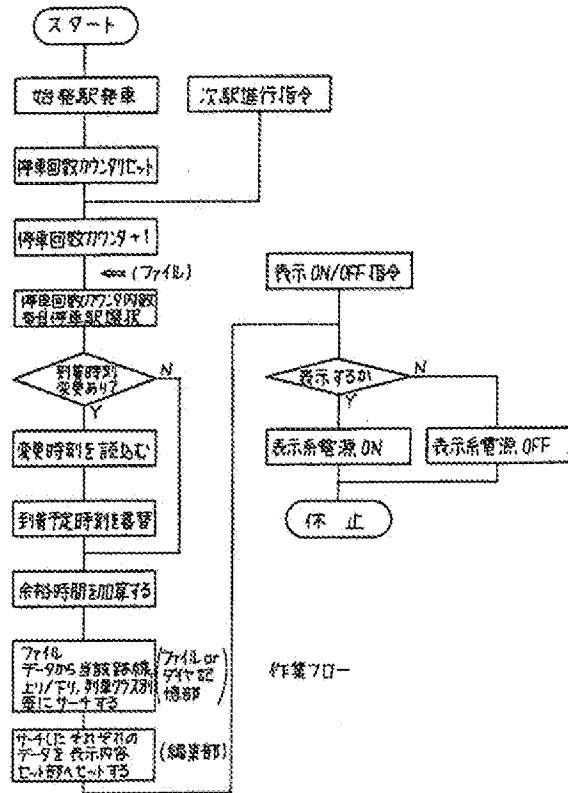 スタート
始発駅発車
次駅進行指令
停車回数カウンタリセット
停車回数カウンタ+1
(ファイル)
停車回数カウンタ内数
番目停車駅選択
到着時刻
変更あり?
N
Y
変更時刻を読込む
到着予定時刻を書替
余裕時間を加算する
ファイル
データから当該路線,
上り/下り,列車クラス別
にサーチする
(ファイル or
ダイヤ記
憶部)
サーチしたそれぞれの
データを表示内容
セット部へセットする
(編集部)
表示ON/OFF指令
表示するか
N
Y
表示系電源ON
表示系電源OFF
休止
作業フロー